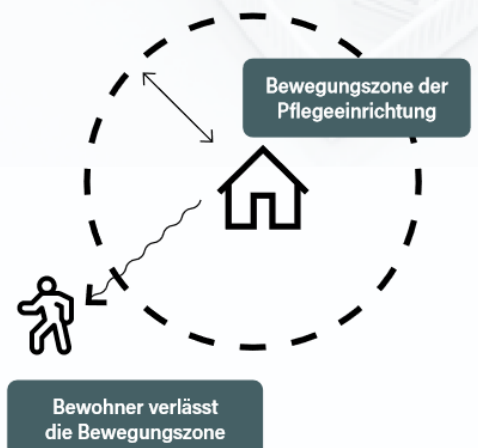 Bewegungszone der
Pflegeeinrichtung
Bewohner verlässt
die Bewegungszone